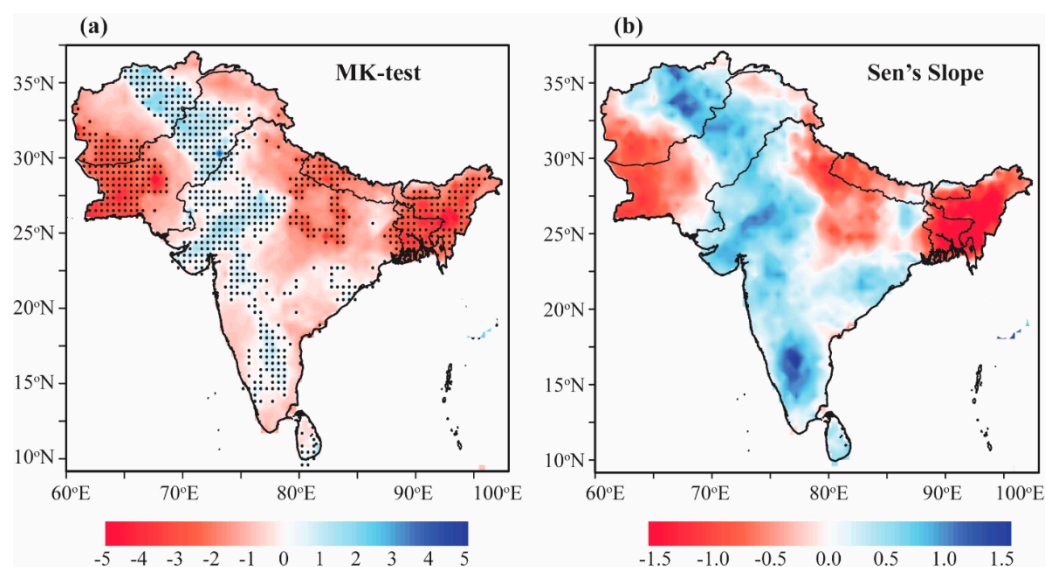 (a) (b)
MK-test Sen's Slope
35°N 35°N
30°N 30°N
25°N 25°N
20°N 20°N
15°N 15°N
10°N 10°N
60°E 70°E 80°E 90°E 100°E 60°E 70°E 80°E 90°E 100°E
-5 -4 -3 -2 -1 0 1 2 3 4 5 -1.5 -1.0 -0.5 0.0 0.5 1.0 1.5